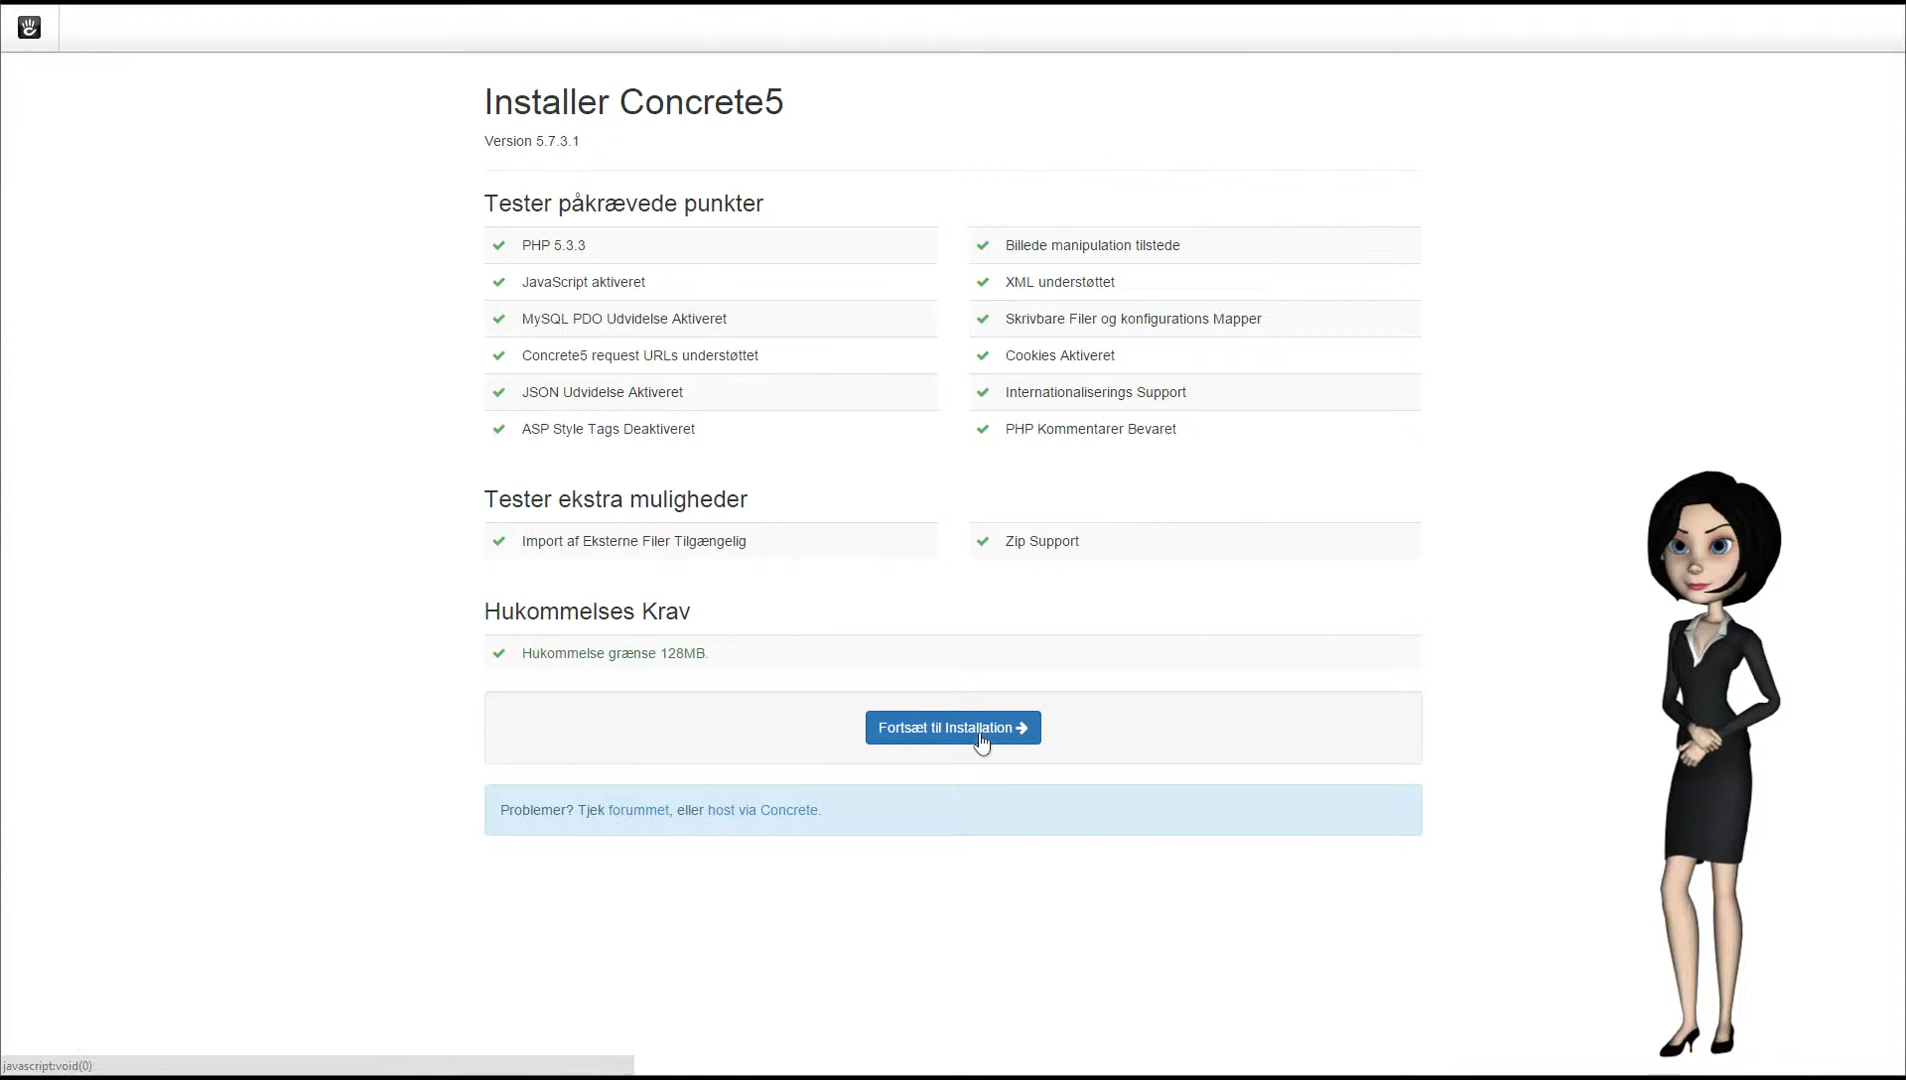 Installer Concrete5
Version 5.7.3.1
Tester påkrævede punkter
PHP 5.3.3
JavaScript aktiveret
MySQL PDO Udvidelse Aktiveret
Concrete5 request URLs understøttet
JSON Udvidelse Aktiveret
ASP Style Tags Deaktiveret
Billede manipulation tilstede
XML understøttet
Skrivbare Filer og konfigurations Mapper
Cookies Aktiveret
Internationaliserings Support
PHP Kommentarer Bevaret
Tester ekstra muligheder
Import af Eksterne Filer Tilgængelig
Zip Support
Hukommelses Krav
Hukommelse grænse 128MB.
Fortsæt til Installation
Problemer? Tjek forummet, eller host via Concrete.
javascript:void(0)